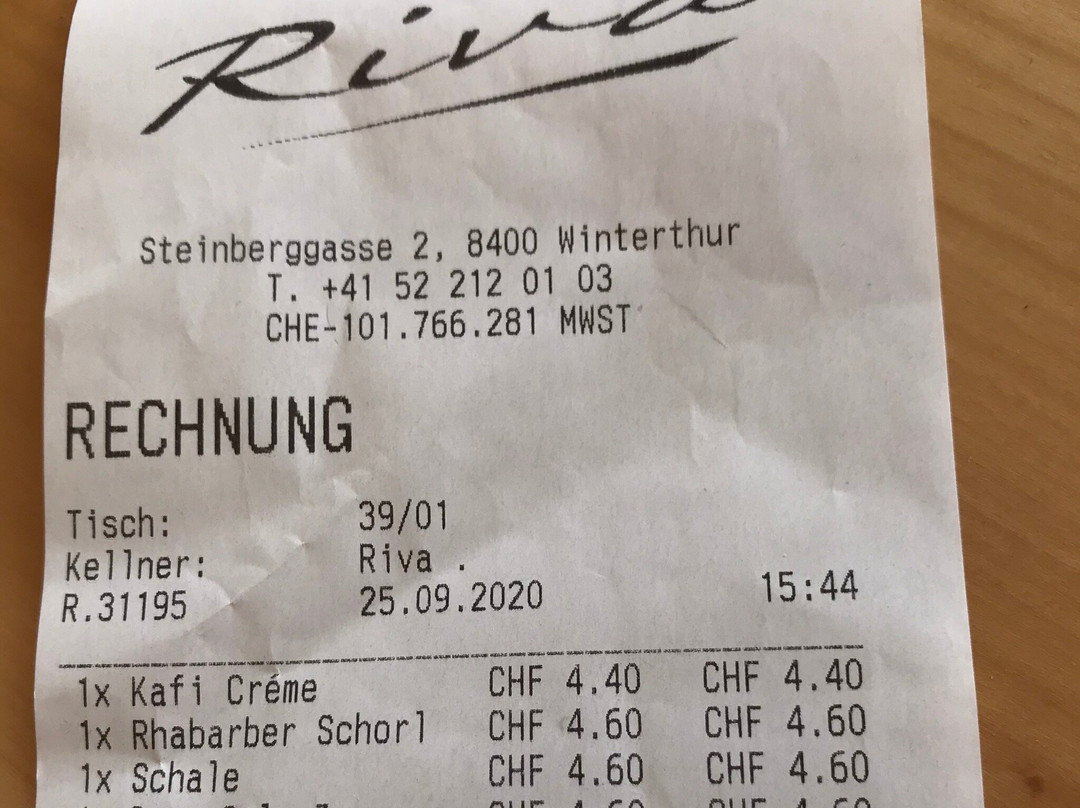 Riva
Steinberggasse 2, 8400 Winterthur
T. +41 52 212 01 03
CHE-101.766.281 MWST
RECHNUNG
Tisch: 39/01
Kellner: Riva .
R.31195 25.09.2020 15:44
1x Kafi Créme CHF 4.40 CHF 4.40
1x Rhabarber Schorl CHF 4.60 CHF 4.60
1x Schale CHF 4.60 CHF 4.60